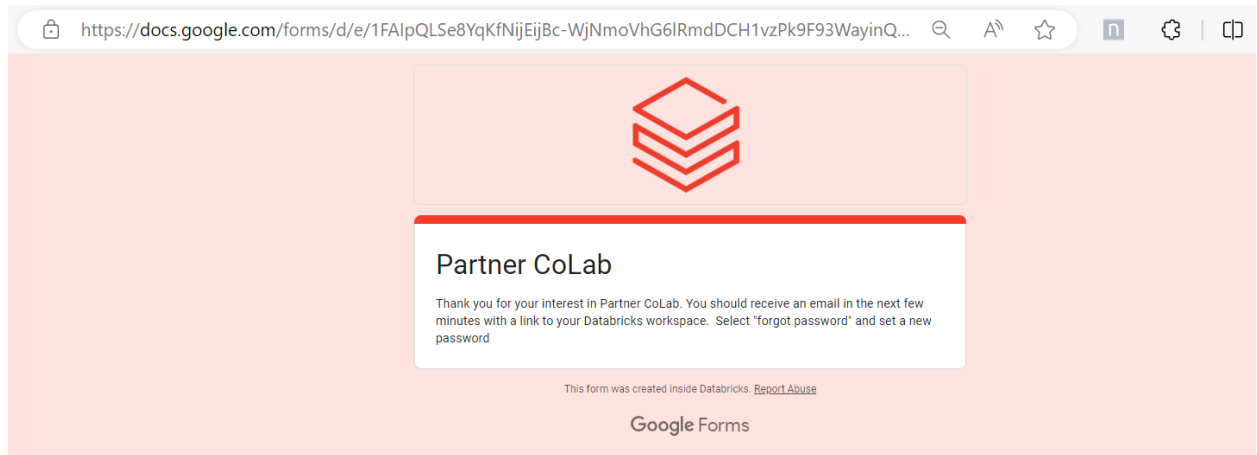 https://docs.google.com/forms/d/e/1FAIpQLSe8YqKfNijEijBc-WjNmoVhG6lRmdDCH1vzPk9F93WayinQ...
Partner CoLab
Thank you for your interest in Partner CoLab. You should receive an email in the next few
minutes with a link to your Databricks workspace.  Select "forgot password" and set a new
password
This form was created inside Databricks. Report Abuse
Google Forms